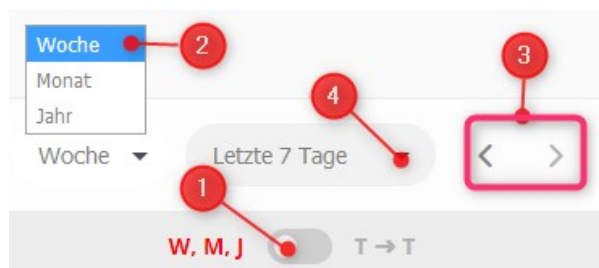 Woche
2
Monat
3
Jahr
4
Woche
Letzte 7 Tage
< >
1
W, M, J
T → T